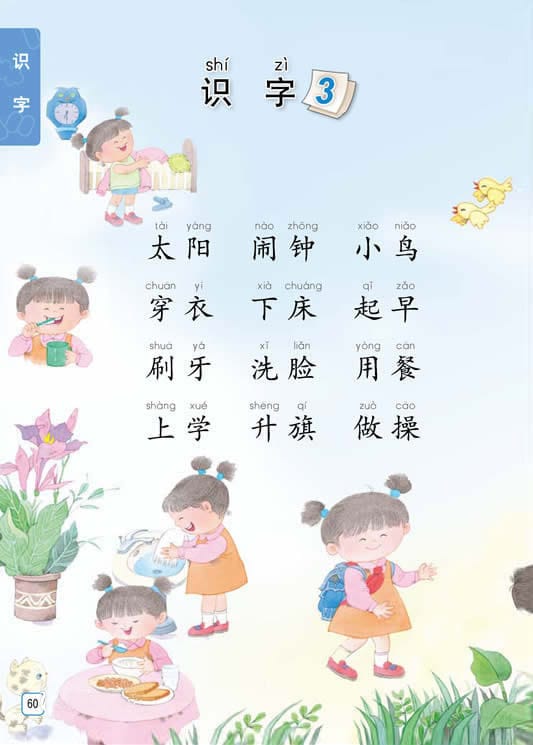 识
字
shí zì
识 字 3
tài yáng nào zhōng xiǎo niǎo
太 阳 闹 钟 小 鸟
chuān yī xià chuáng qǐ zǎo
穿 衣 下 床 起 早
shuā yá xǐ liǎn yòng cān
刷 牙 洗 脸 用 餐
shàng xué shēng qí zuò cāo
上 学 升 旗 做 操
60